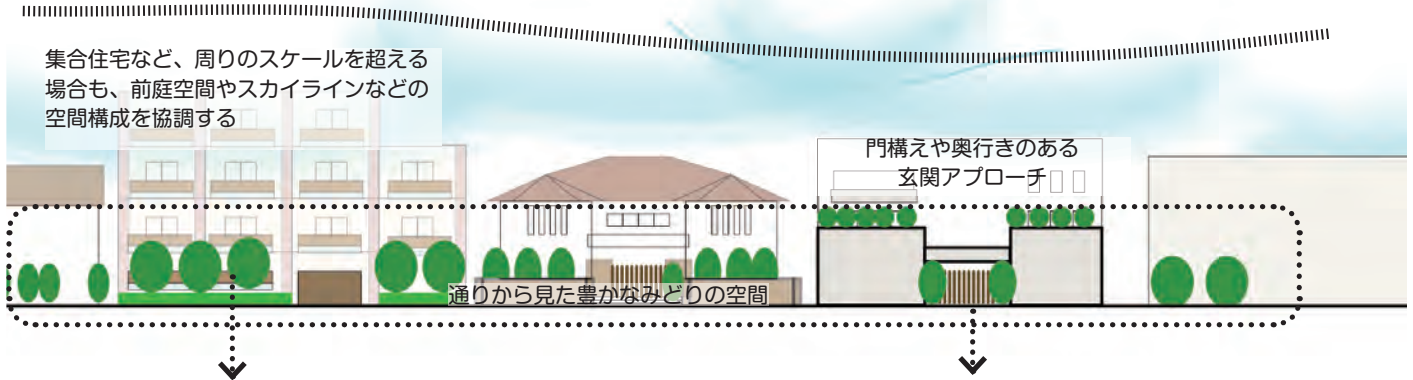 集合住宅など、周りのスケールを超える
場合も、前庭空間やスカイラインなどの
空間構成を協調する
門構えや奥行きのある
玄関アプローチ
通りから見た豊かなみどりの空間